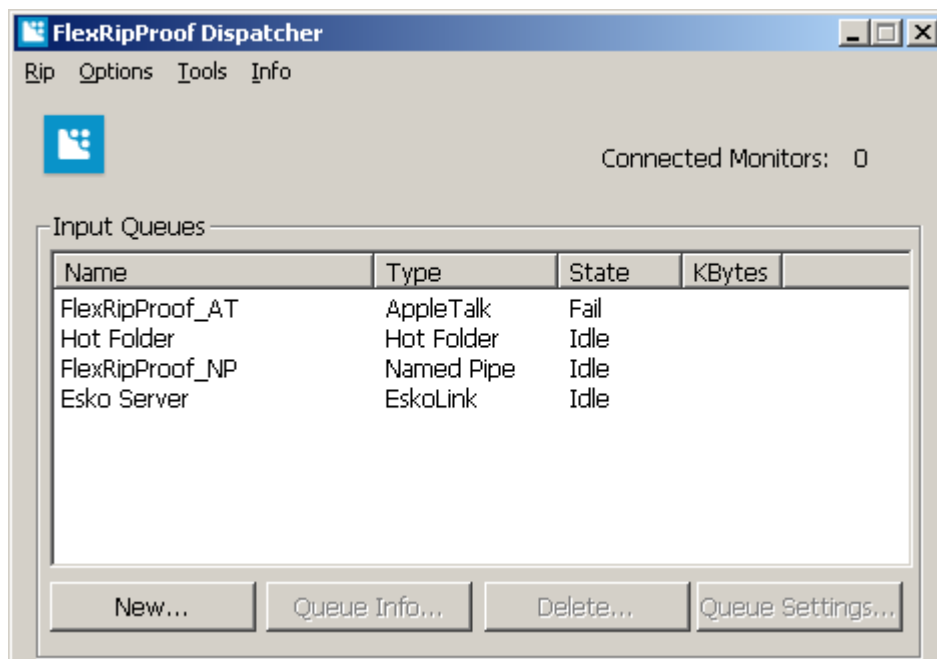 FlexRipProof Dispatcher
Rip Options Tools Info
Connected Monitors: 0
Input Queues
Name Type State KBytes
FlexRipProof_AT AppleTalk Fail
Hot Folder Hot Folder Idle
FlexRipProof_NP Named Pipe Idle
Esko Server EskoLink Idle
New... Queue Info... Delete... Queue Settings...